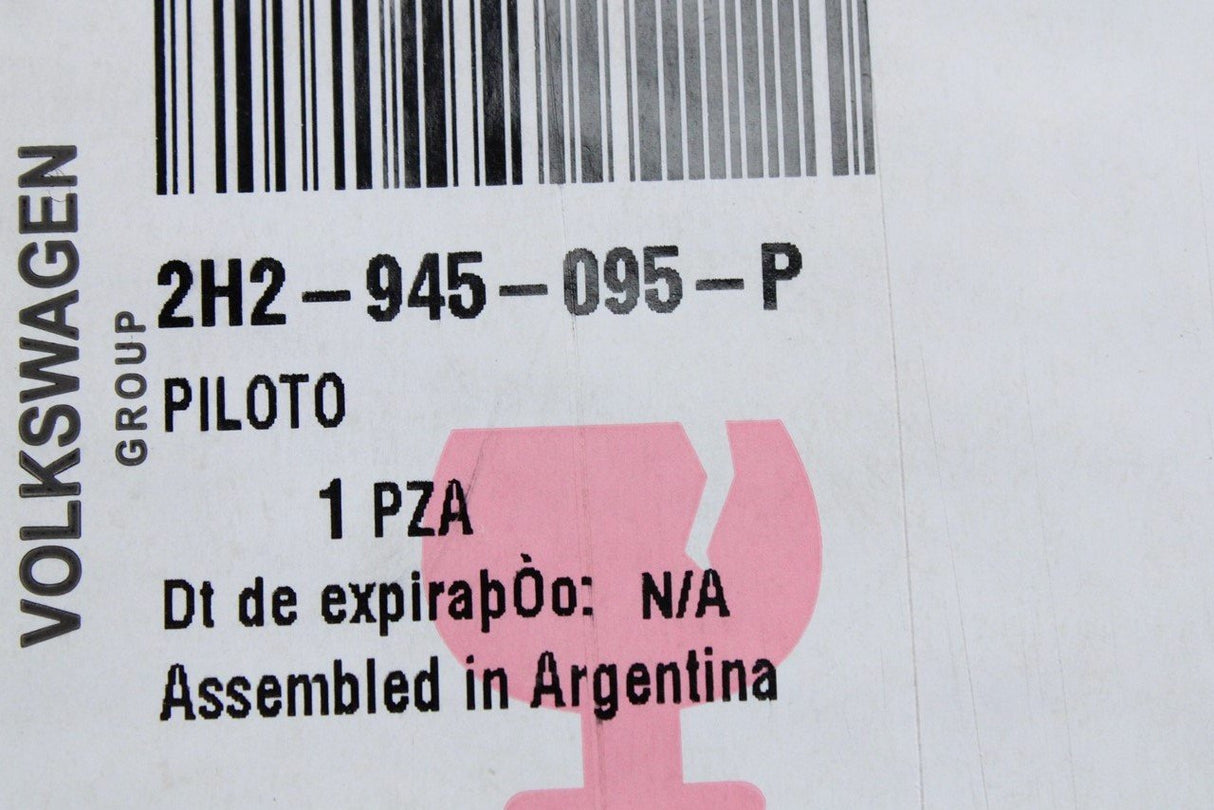 VOLKSWAGEN
GROUP
2H2-945-095-P
PILOTO
1 PZA
Dt de expiraþÒo: N/A
Assembled in Argentina